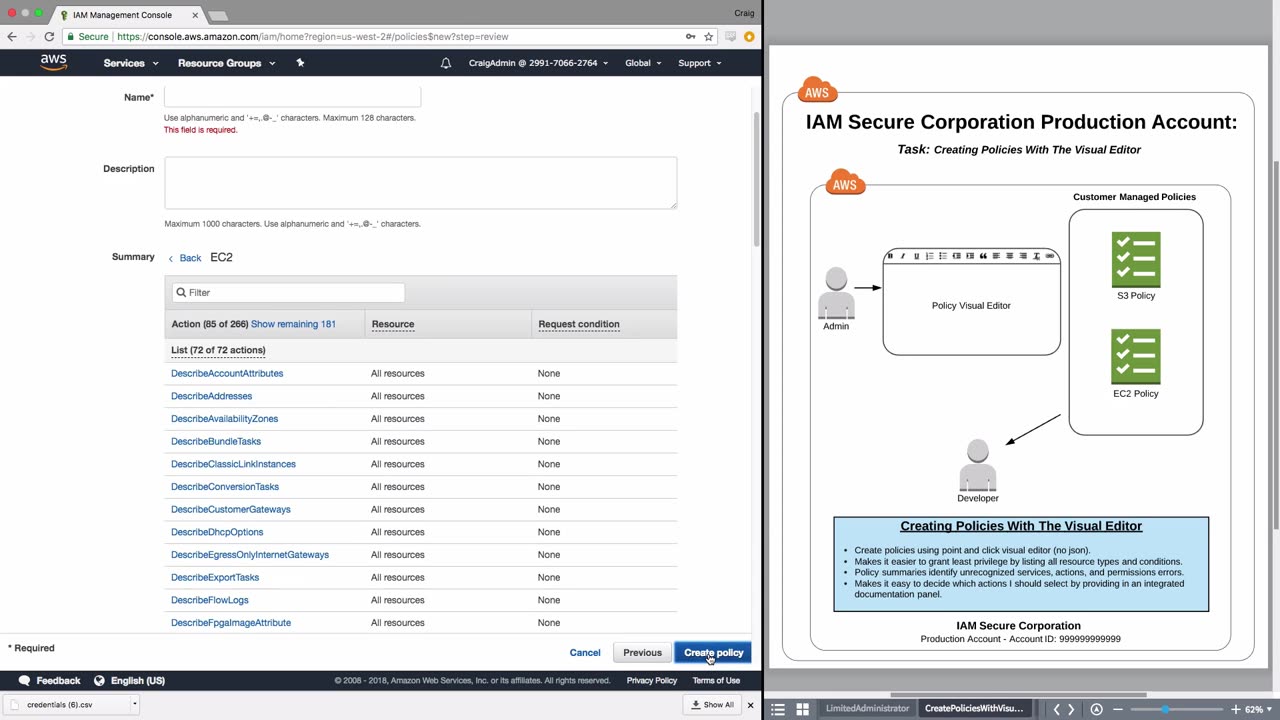 IAM Management Console
Craig
Secure
https://console.aws.amazon.com/iam/home?region=us-west-2#/policies$new?step=review
aws
Services
Resource Groups
CraigAdmin @ 2991-7066-2764
Global
Support
Name*
Use alphanumeric and '+=,.@-_' characters. Maximum 128 characters.
This field is required.
Description
Maximum 1000 characters. Use alphanumeric and '+=,.@-_' characters.
Summary
Back
EC2
Filter
Action (85 of 266) Show remaining 181
Resource
Request condition
List (72 of 72 actions)
DescribeAccountAttributes All resources None
DescribeAddresses All resources None
DescribeAvailabilityZones All resources None
DescribeBundleTasks All resources None
DescribeClassicLinkInstances All resources None
DescribeConversionTasks All resources None
DescribeCustomerGateways All resources None
DescribeDhcpOptions All resources None
DescribeEgressOnlyInternetGateways All resources None
DescribeExportTasks All resources None
DescribeFlowLogs All resources None
DescribeFpgaImageAttribute All resources None
* Required
Cancel
Previous
Create policy
Feedback
English (US)
© 2008 - 2018, Amazon Web Services, Inc. or its affiliates. All rights reserved.
Privacy Policy
Terms of Use
credentials (6).csv
Show All
AWS
IAM Secure Corporation Production Account:
Task: Creating Policies With The Visual Editor
AWS
Customer Managed Policies
Policy Visual Editor
Admin
S3 Policy
EC2 Policy
Developer
Creating Policies With The Visual Editor
• Create policies using point and click visual editor (no json).
• Makes it easier to grant least privilege by listing all resource types and conditions.
• Policy summaries identify unrecognized services, actions, and permissions errors.
• Makes it easy to decide which actions I should select by providing in an integrated
documentation panel.
IAM Secure Corporation
Production Account - Account ID: 999999999999
LimitedAdministrator
CreatePoliciesWithVisu...
62%